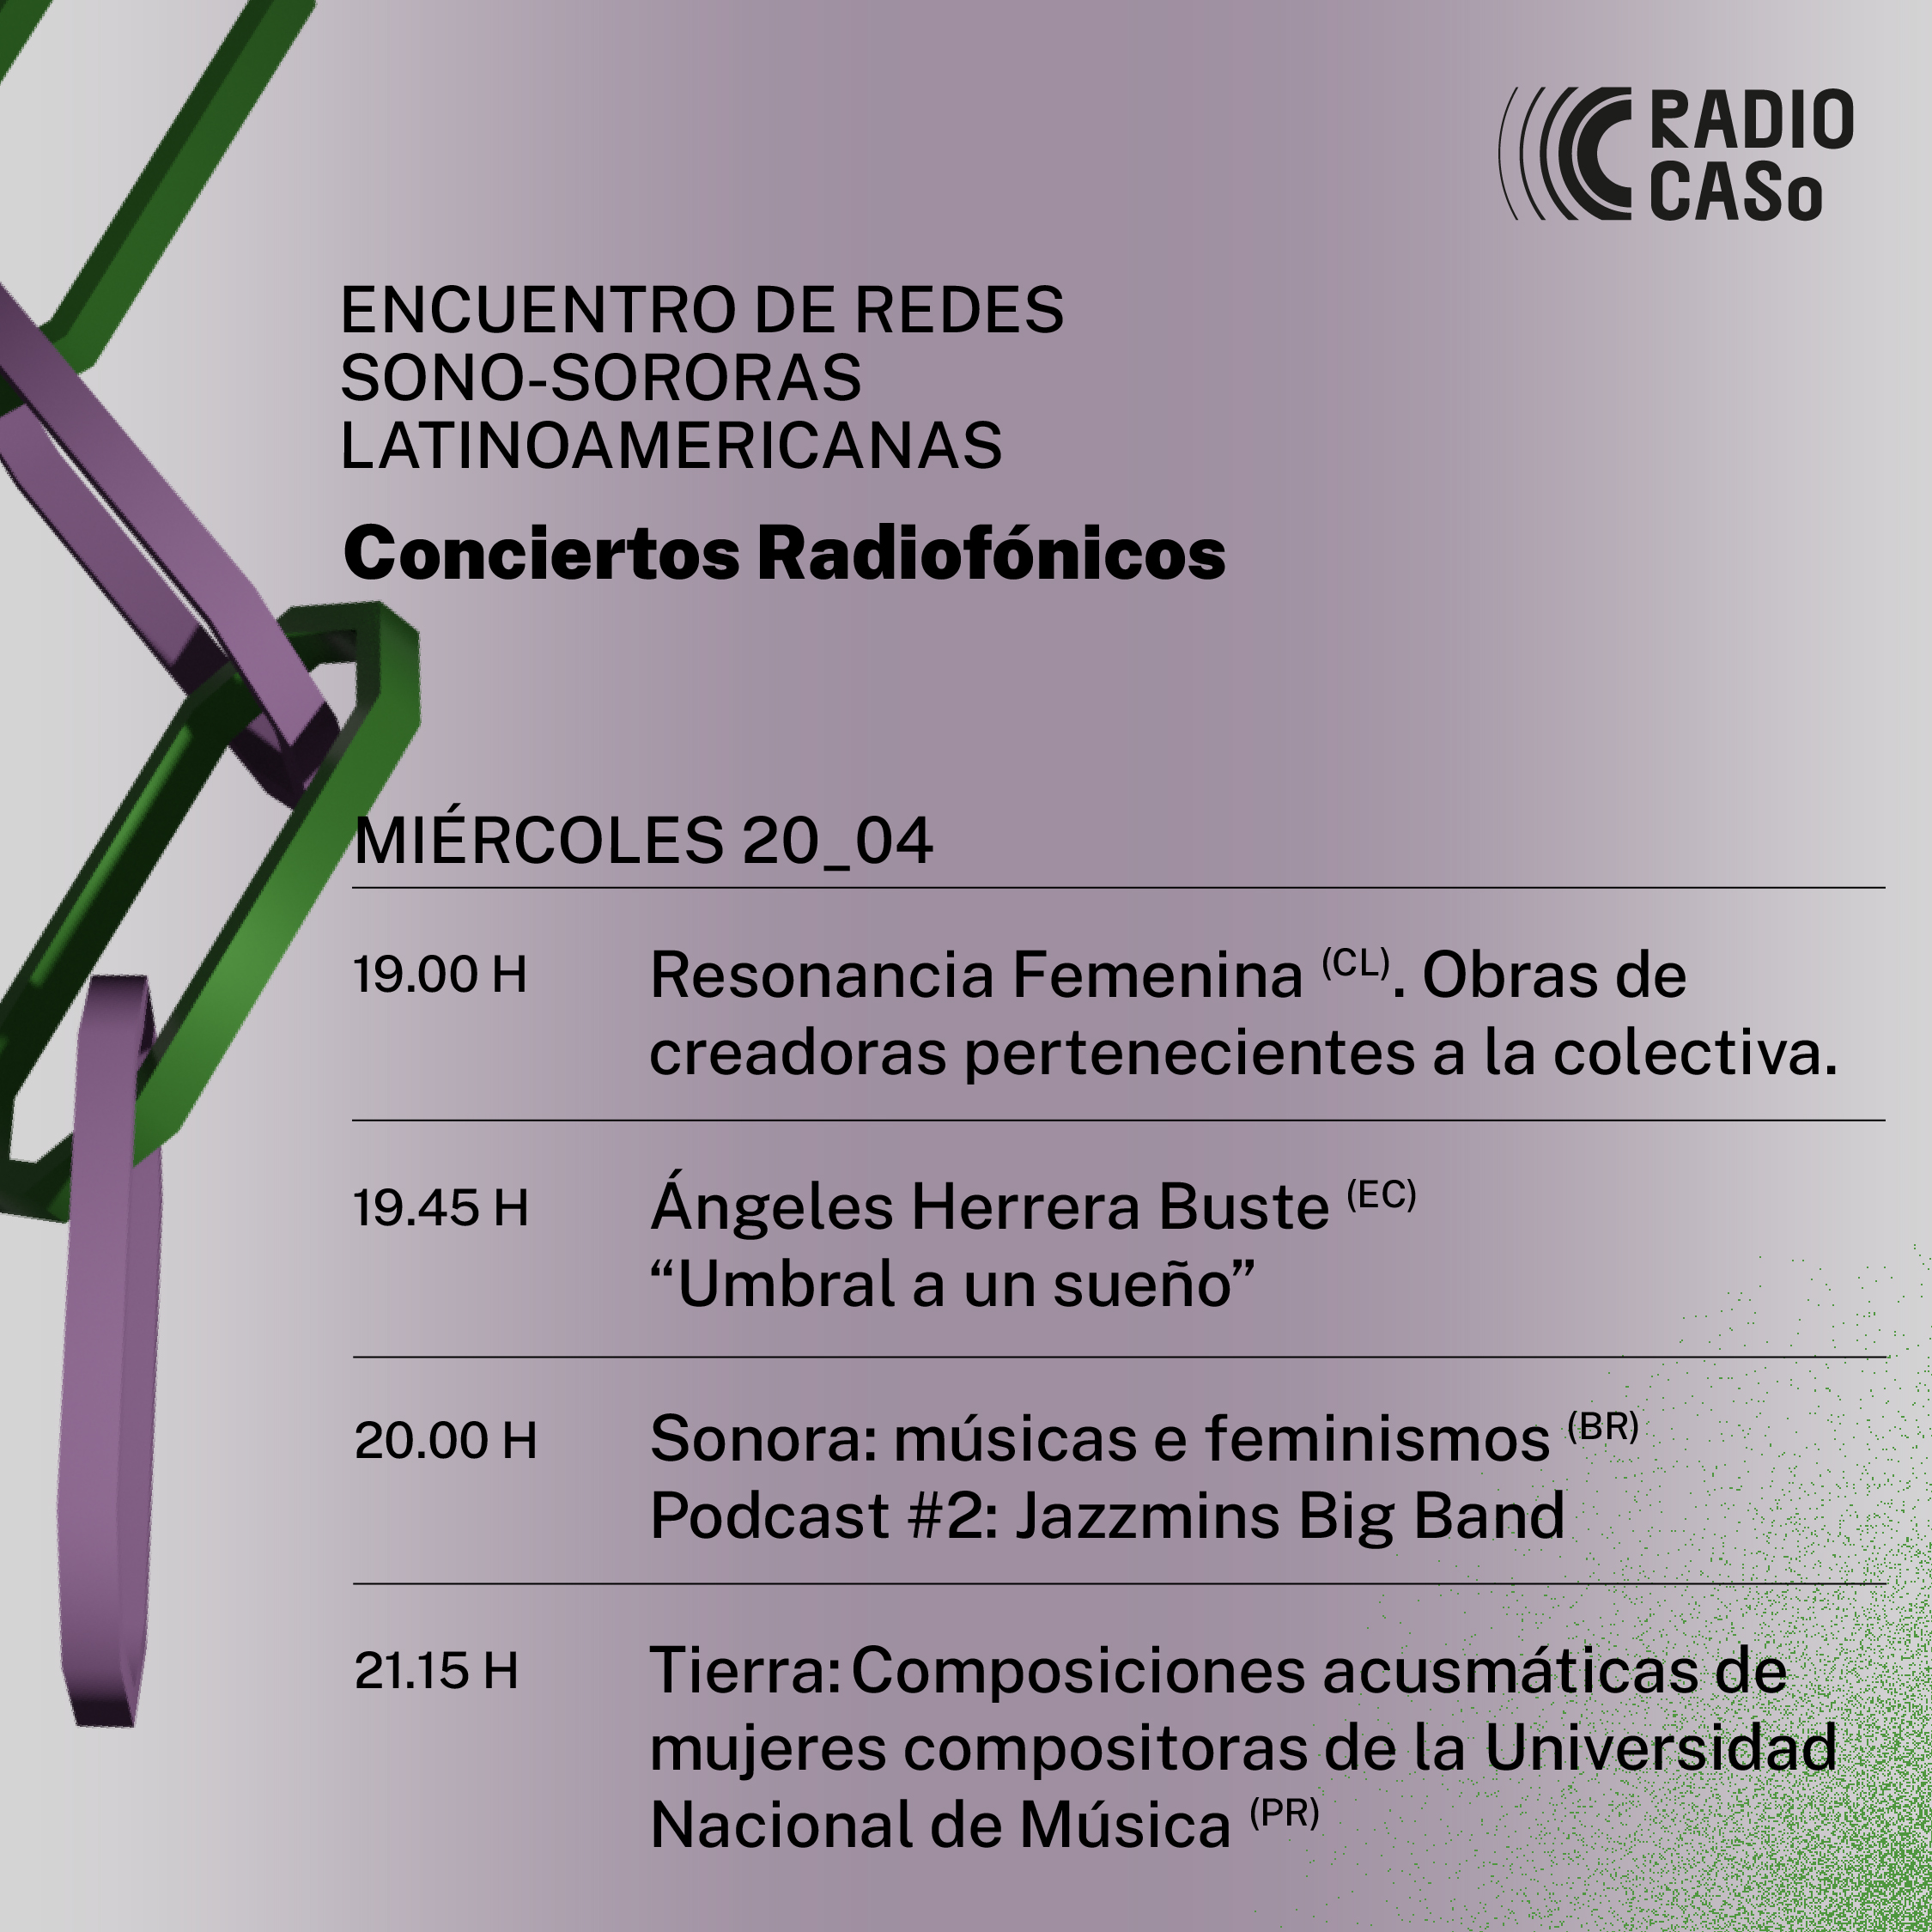 RADIO
CASo
ENCUENTRO DE REDES
SONO-SORORAS
LATINOAMERICANAS
Conciertos Radiofónicos
MIÉRCOLES 20_04
19.00 H
Resonancia Femenina (CL). Obras de
creadoras pertenecientes a la colectiva.
19.45 H
Ángeles Herrera Buste (EC)
“Umbral a un sueño”
20.00 H
Sonora: músicas e feminismos (BR)
Podcast #2: Jazzmins Big Band
21.15 H
Tierra: Composiciones acusmáticas de
mujeres compositoras de la Universidad
Nacional de Música (PR)